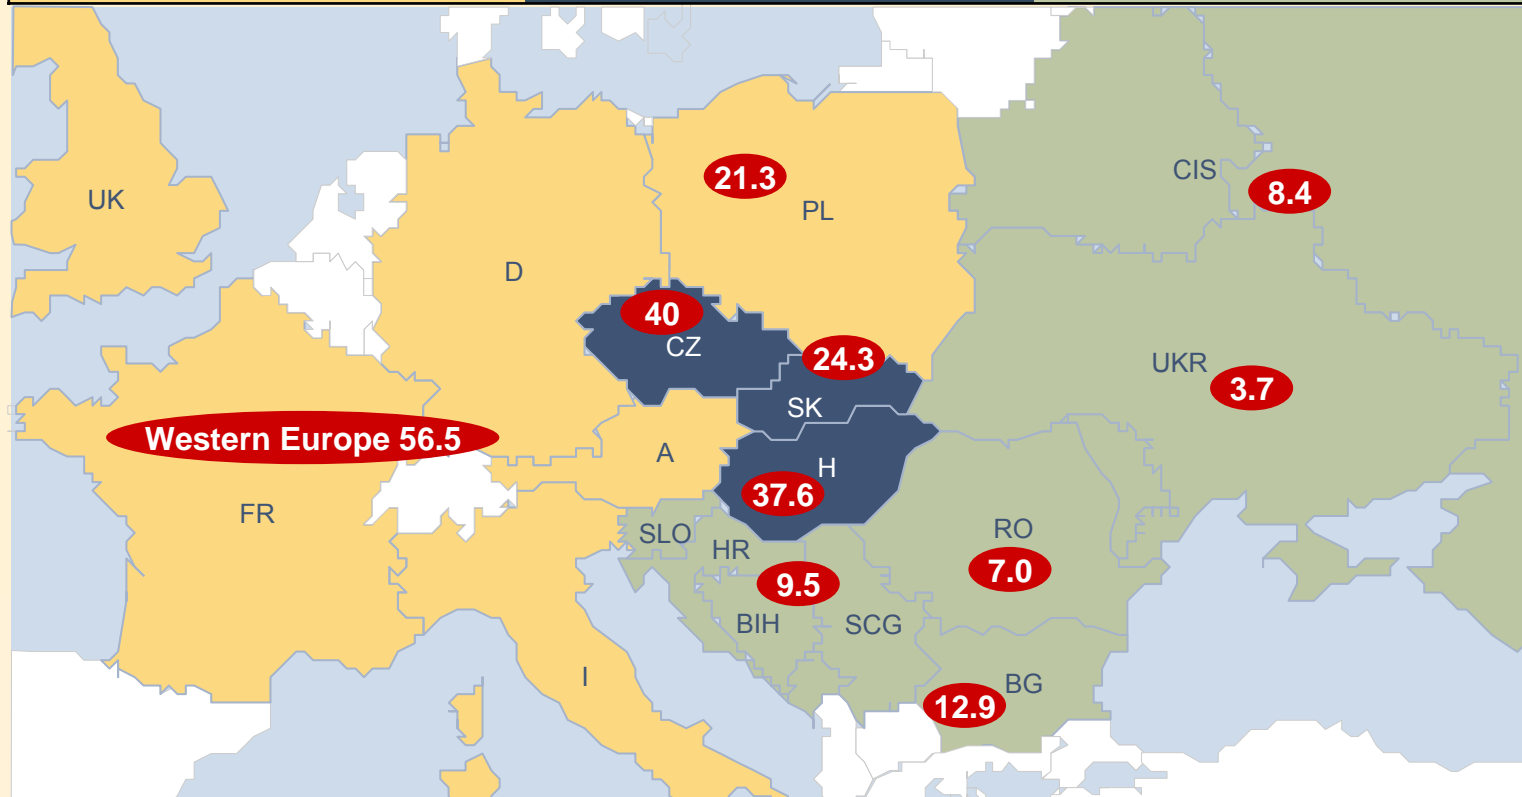 CIS
21.3
8.4
UK
PL
D
40
CZ
24.3
UKR
3.7
SK
Western Europe 56.5
A
H
37.6
FR
RO
SLO
HR
7.0
9.5
BIH
SCG
I
BG
12.9